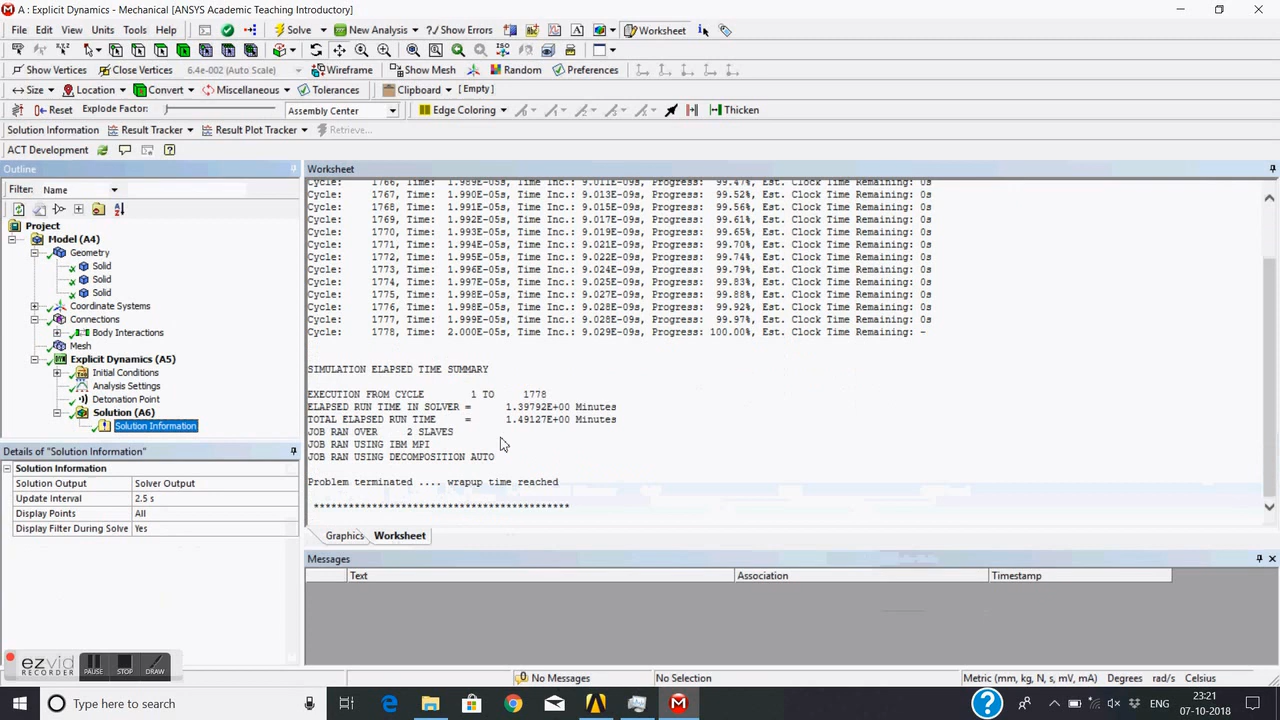 A : Explicit Dynamics - Mechanical [ANSYS Academic Teaching Introductory]
File Edit View Units Tools Help Solve New Analysis Show Errors Worksheet
Show Vertices Close Vertices 6.4e-002 (Auto Scale) Wireframe Show Mesh Random Preferences
Size Location Convert Miscellaneous Tolerances Clipboard [ Empty ]
Reset Explode Factor: Assembly Center Edge Coloring Thicken
Solution Information Result Tracker Result Plot Tracker Retrieve...
ACT Development
Outline
Filter: Name
Project
Model (A4)
Geometry
Solid
Solid
Solid
Coordinate Systems
Connections
Body Interactions
Mesh
Explicit Dynamics (A5)
Initial Conditions
Analysis Settings
Detonation Point
Solution (A6)
Solution Information
Details of "Solution Information"
Solution Information
Solution Output Solver Output
Update Interval 2.5 s
Display Points All
Display Filter During Solve Yes
Worksheet
Cycle: 1766, Time: 1.989E-05s, Time Inc.: 9.011E-09s, Progress: 99.47%, Est. Clock Time Remaining: 0s
Cycle: 1767, Time: 1.990E-05s, Time Inc.: 9.013E-09s, Progress: 99.52%, Est. Clock Time Remaining: 0s
Cycle: 1768, Time: 1.991E-05s, Time Inc.: 9.015E-09s, Progress: 99.56%, Est. Clock Time Remaining: 0s
Cycle: 1769, Time: 1.992E-05s, Time Inc.: 9.017E-09s, Progress: 99.61%, Est. Clock Time Remaining: 0s
Cycle: 1770, Time: 1.993E-05s, Time Inc.: 9.019E-09s, Progress: 99.65%, Est. Clock Time Remaining: 0s
Cycle: 1771, Time: 1.994E-05s, Time Inc.: 9.021E-09s, Progress: 99.70%, Est. Clock Time Remaining: 0s
Cycle: 1772, Time: 1.995E-05s, Time Inc.: 9.022E-09s, Progress: 99.74%, Est. Clock Time Remaining: 0s
Cycle: 1773, Time: 1.996E-05s, Time Inc.: 9.024E-09s, Progress: 99.79%, Est. Clock Time Remaining: 0s
Cycle: 1774, Time: 1.997E-05s, Time Inc.: 9.025E-09s, Progress: 99.83%, Est. Clock Time Remaining: 0s
Cycle: 1775, Time: 1.998E-05s, Time Inc.: 9.027E-09s, Progress: 99.88%, Est. Clock Time Remaining: 0s
Cycle: 1776, Time: 1.998E-05s, Time Inc.: 9.028E-09s, Progress: 99.92%, Est. Clock Time Remaining: 0s
Cycle: 1777, Time: 1.999E-05s, Time Inc.: 9.028E-09s, Progress: 99.97%, Est. Clock Time Remaining: 0s
Cycle: 1778, Time: 2.000E-05s, Time Inc.: 9.029E-09s, Progress: 100.00%, Est. Clock Time Remaining: -
SIMULATION ELAPSED TIME SUMMARY
EXECUTION FROM CYCLE 1 TO 1778
ELAPSED RUN TIME IN SOLVER = 1.39792E+00 Minutes
TOTAL ELAPSED RUN TIME = 1.49127E+00 Minutes
JOB RAN OVER 2 SLAVES
JOB RAN USING IBM MPI
JOB RAN USING DECOMPOSITION AUTO
Problem terminated .... wrapup time reached
********************************************
Graphics Worksheet
Messages
Text Association Timestamp
ezvid RECORDER PAUSE STOP DRAW
No Messages No Selection Metric (mm, kg, N, s, mV, mA) Degrees rad/s Celsius
Type here to search
ENG 23:21
07-10-2018